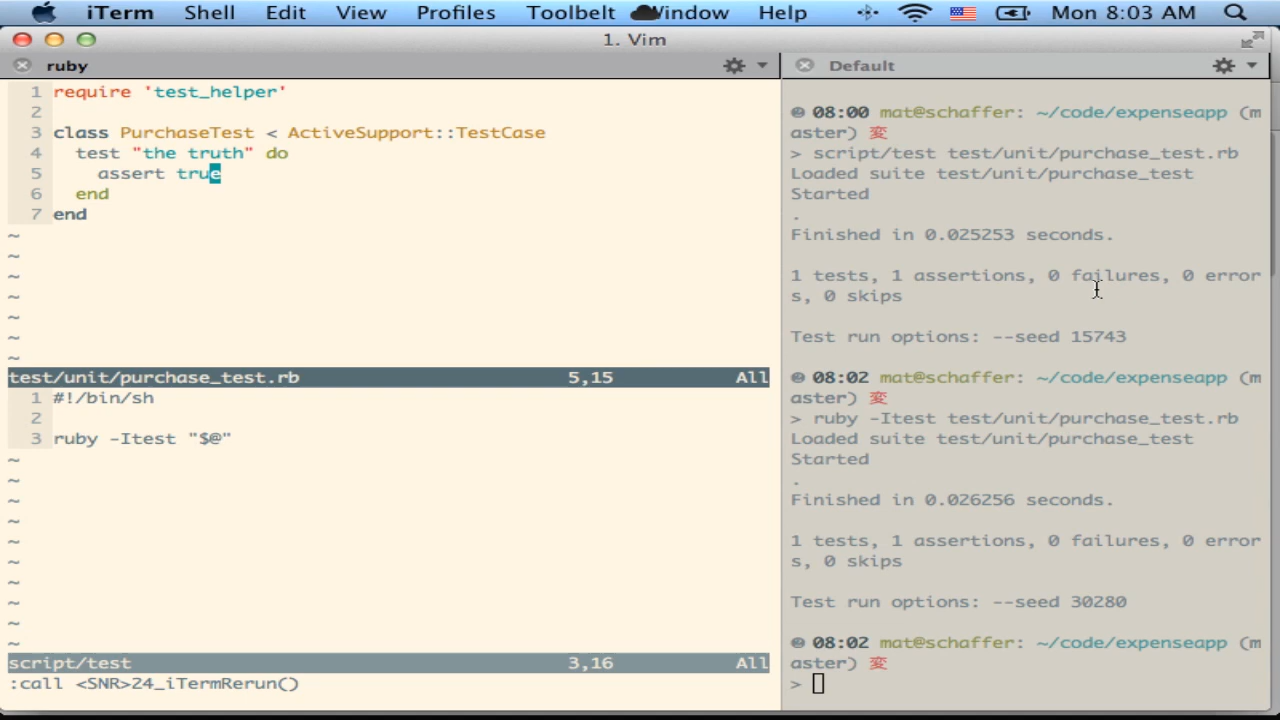 iTerm Shell Edit View Profiles Toolbelt Window Help Mon 8:03 AM
1. Vim
ruby
1 require 'test_helper'
2
3 class PurchaseTest < ActiveSupport::TestCase
4 test "the truth" do
5 assert true
6 end
7 end
~
~
~
~
~
~
~
test/unit/purchase_test.rb 5,15 All
1 #!/bin/sh
2
3 ruby -Itest "$@"
~
~
~
~
~
~
~
~
~
~
script/test 3,16 All
:call <SNR>24_iTermRerun()
Default
08:00 mat@schaffer: ~/code/expenseapp (m
aster) 変
> script/test test/unit/purchase_test.rb
Loaded suite test/unit/purchase_test
Started
.
Finished in 0.025253 seconds.
1 tests, 1 assertions, 0 failures, 0 error
s, 0 skips
Test run options: --seed 15743
08:02 mat@schaffer: ~/code/expenseapp (m
aster) 変
> ruby -Itest test/unit/purchase_test.rb
Loaded suite test/unit/purchase_test
Started
.
Finished in 0.026256 seconds.
1 tests, 1 assertions, 0 failures, 0 error
s, 0 skips
Test run options: --seed 30280
08:02 mat@schaffer: ~/code/expenseapp (m
aster) 変
>